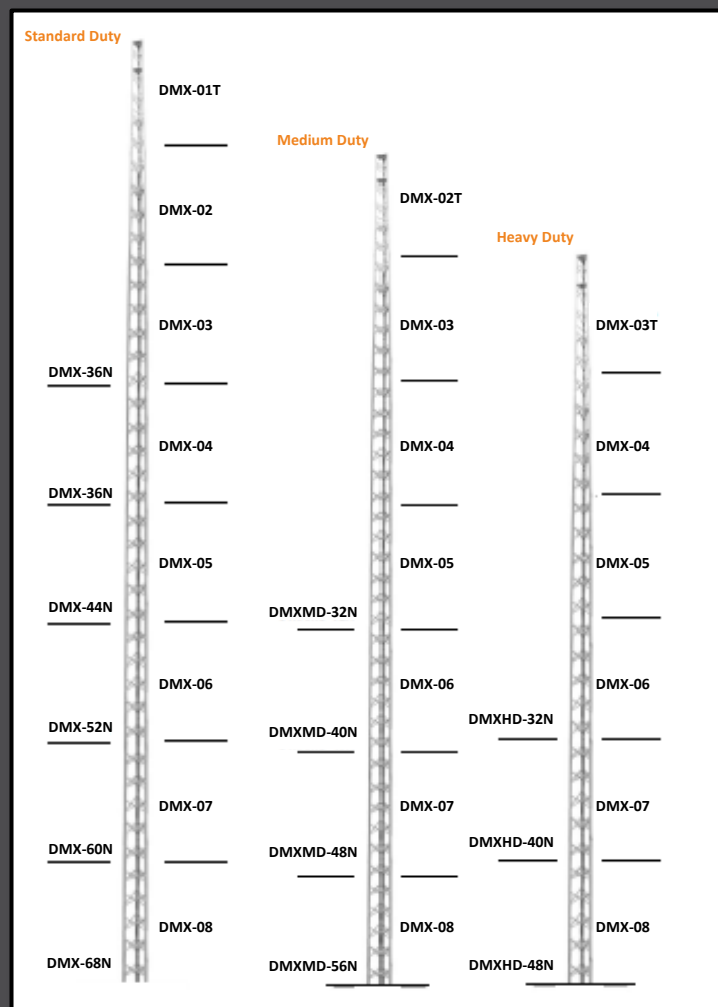 Standard Duty
DMX-01T
DMX-02
DMX-03
DMX-36N
DMX-04
DMX-36N
DMX-05
DMX-44N
DMX-06
DMX-52N
DMX-07
DMX-60N
DMX-08
DMX-68N
Medium Duty
DMX-02T
DMX-03
DMX-04
DMX-05
DMXMD-32N
DMX-06
DMXMD-40N
DMX-07
DMXMD-48N
DMX-08
DMXMD-56N
Heavy Duty
DMX-03T
DMX-04
DMX-05
DMX-06
DMXHD-32N
DMX-07
DMXHD-40N
DMX-08
DMXHD-48N